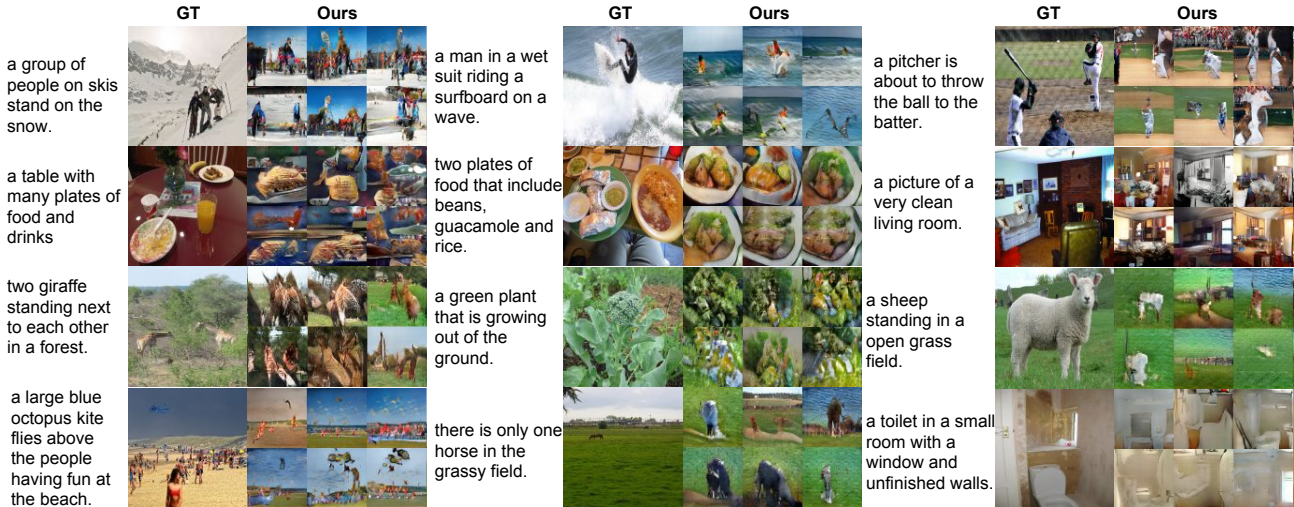 GT Ours GT Ours GT Ours
a group of
people on skis
stand on the
snow.
a man in a wet
suit riding a
surfboard on a
wave.
a pitcher is
about to throw
the ball to the
batter.
a table with
many plates of
food and
drinks
two plates of
food that include
beans,
guacamole and
rice.
a picture of a
very clean
living room.
two giraffe
standing next
to each other
in a forest.
a green plant
that is growing
out of the
ground.
a sheep
standing in a
open grass
field.
a large blue
octopus kite
flies above
the people
having fun at
the beach.
there is only one
horse in the
grassy field.
a toilet in a small
room with a
window and
unfinished walls.